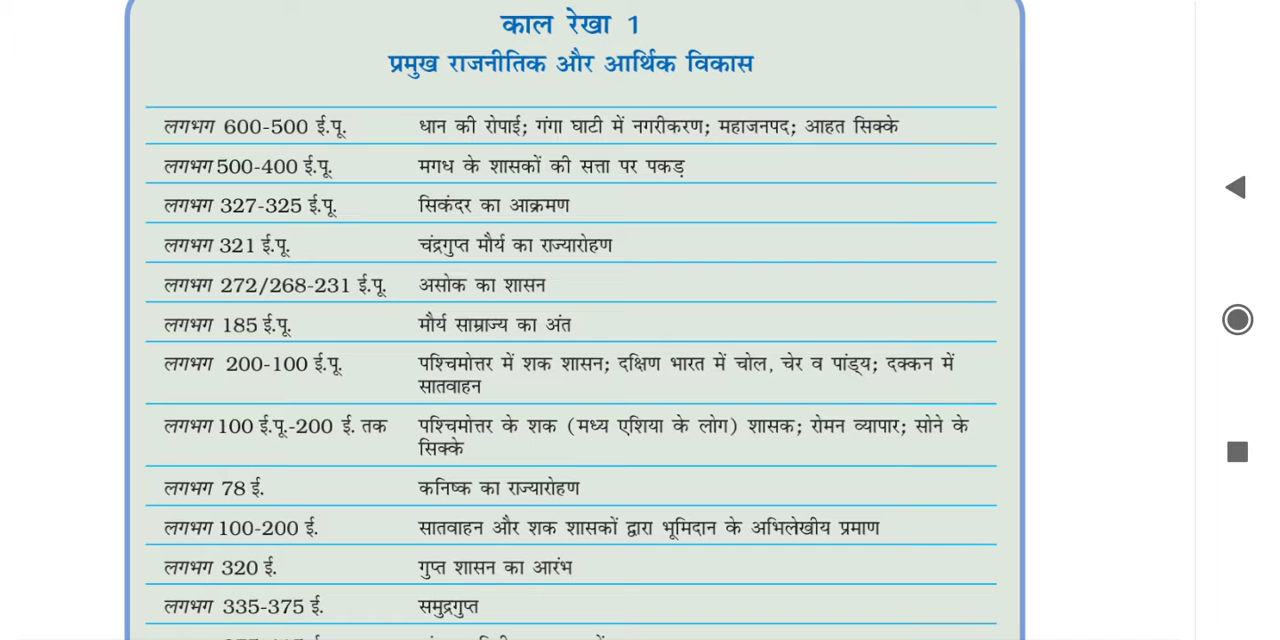 काल रेखा 1
प्रमुख राजनीतिक और आर्थिक विकास
लगभग 600-500 ई.पू. धान की रोपाई; गंगा घाटी में नगरीकरण; महाजनपद; आहत सिक्के
लगभग 500-400 ई.पू. मगध के शासकों की सत्ता पर पकड़
लगभग 327-325 ई.पू. सिकंदर का आक्रमण
लगभग 321 ई.पू. चंद्रगुप्त मौर्य का राज्यारोहण
लगभग 272/268-231 ई.पू. असोक का शासन
लगभग 185 ई.पू. मौर्य साम्राज्य का अंत
लगभग 200-100 ई.पू. पश्चिमोत्तर में शक शासन; दक्षिण भारत में चोल, चेर व पांड्य; दक्कन में
सातवाहन
लगभग 100 ई.पू.-200 ई. तक पश्चिमोत्तर के शक (मध्य एशिया के लोग) शासक; रोमन व्यापार; सोने के
सिक्के
लगभग 78 ई. कनिष्क का राज्यारोहण
लगभग 100-200 ई. सातवाहन और शक शासकों द्वारा भूमिदान के अभिलेखीय प्रमाण
लगभग 320 ई. गुप्त शासन का आरंभ
लगभग 335-375 ई. समुद्रगुप्त